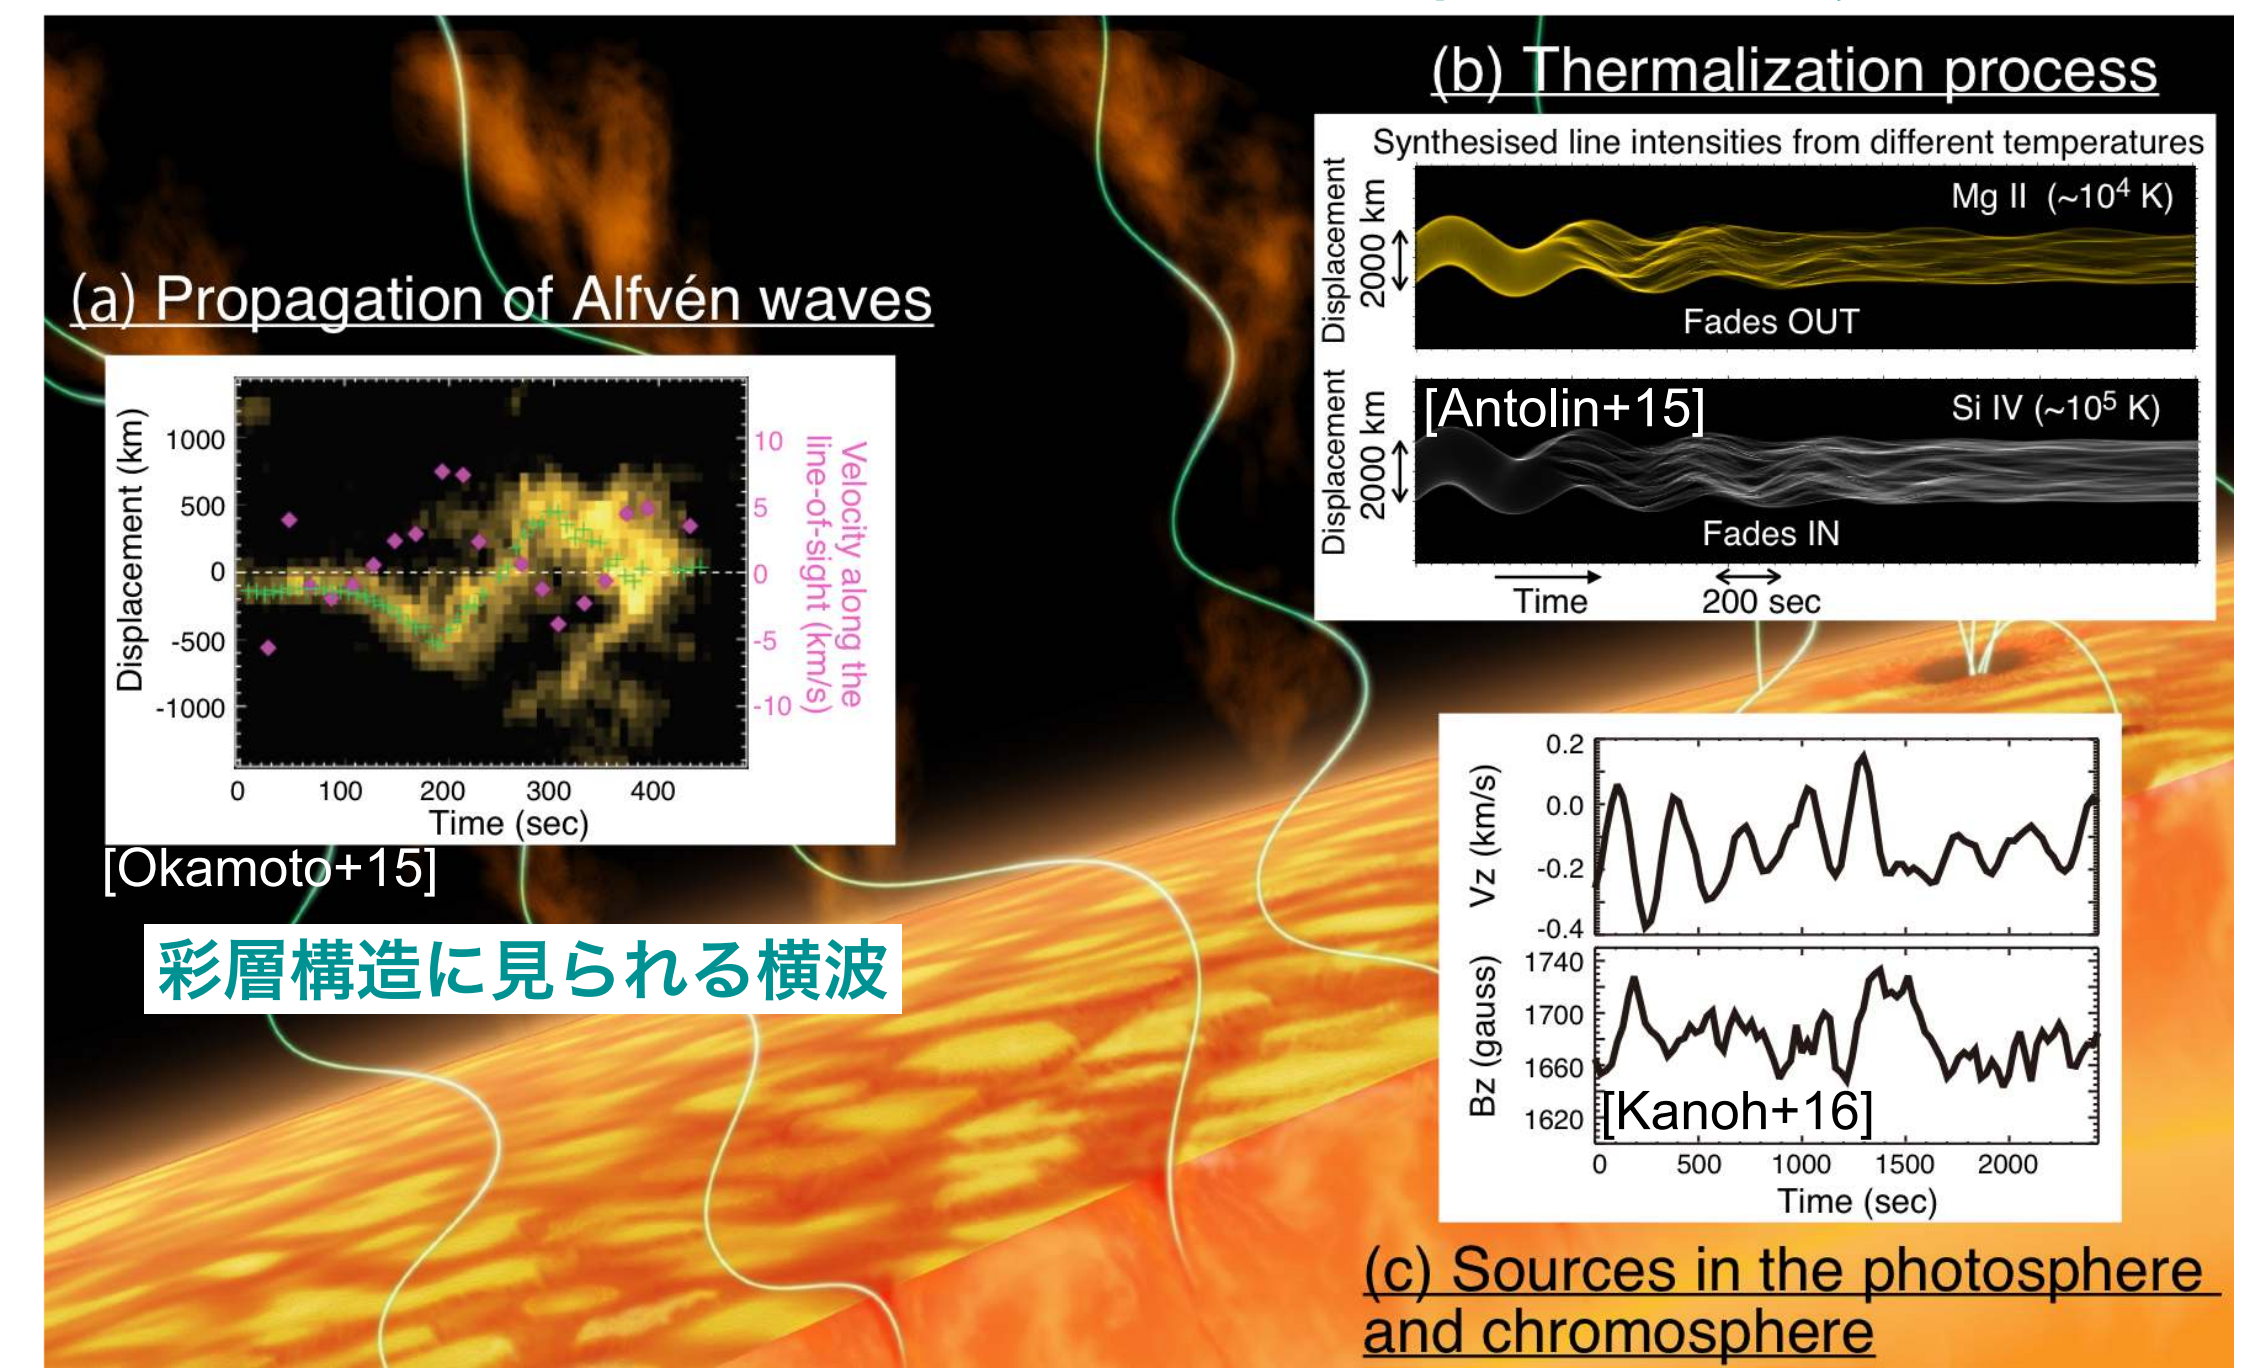 (a) Propagation of Alfvén waves
Displacement (km)
1000
500
0
-500
-1000
10
5
0
-5
-10
Velocity along the
line-of-sight (km/s)
0 100 200 300 400
Time (sec)
[Okamoto+15]
彩層構造に見られる横波
(b) Thermalization process
Synthesised line intensities from different temperatures
Displacement
2000 km
Mg II (~10⁴ K)
Fades OUT
Displacement
2000 km
[Antolin+15]
Si IV (~10⁵ K)
Fades IN
Time
200 sec
Vz (km/s)
0.2
0.0
-0.2
-0.4
Bz (gauss)
1740
1700
1660
1620
[Kanoh+16]
0 500 1000 1500 2000
Time (sec)
(c) Sources in the photosphere
and chromosphere